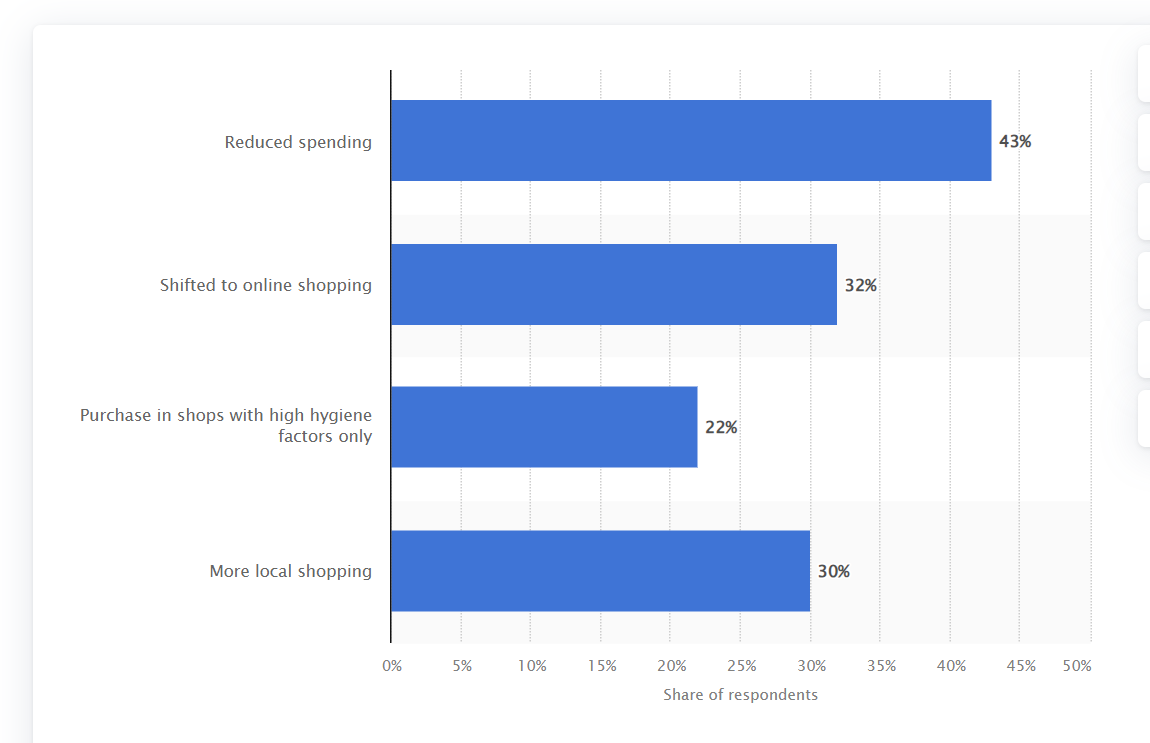 Reduced spending
43%
Shifted to online shopping
32%
Purchase in shops with high hygiene
factors only
22%
More local shopping
30%
0% 5% 10% 15% 20% 25% 30% 35% 40% 45% 50%
Share of respondents